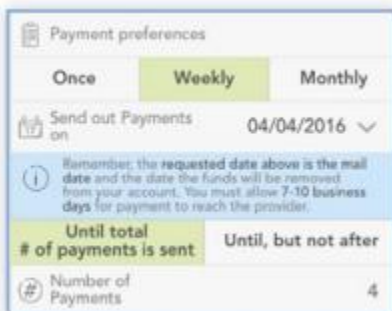 Payment preferences
Once Weekly Monthly
Send out Payments on 04/04/2016
Remember, the requested date above is the mail
date and the date the funds will be removed
from your account. You must allow 7-10 business
days for payment to reach the provider.
Until total
# of payments is sent
Until, but not after
# Number of
Payments
4